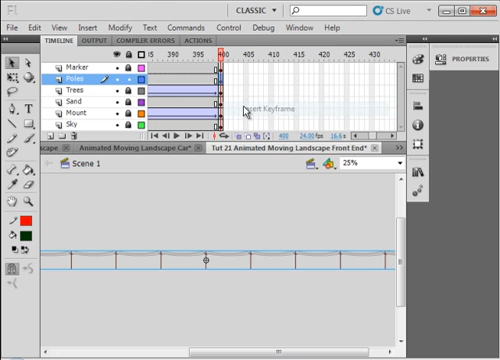 Fl
CLASSIC
CS Live
File Edit View Insert Modify Text Commands Control Debug Window Help
TIMELINE OUTPUT COMPILER ERRORS ACTIONS
385 390 395 400 405 410 415 420 425 430
Marker
Poles
Trees
Sand
Mount
Sky
400 24.00 fps 16.6 s
scape* Animated Moving Landscape Car* Tut 21 Animated Moving Landscape Front End*
Scene 1
25%
PROPERTIES
Insert Keyframe